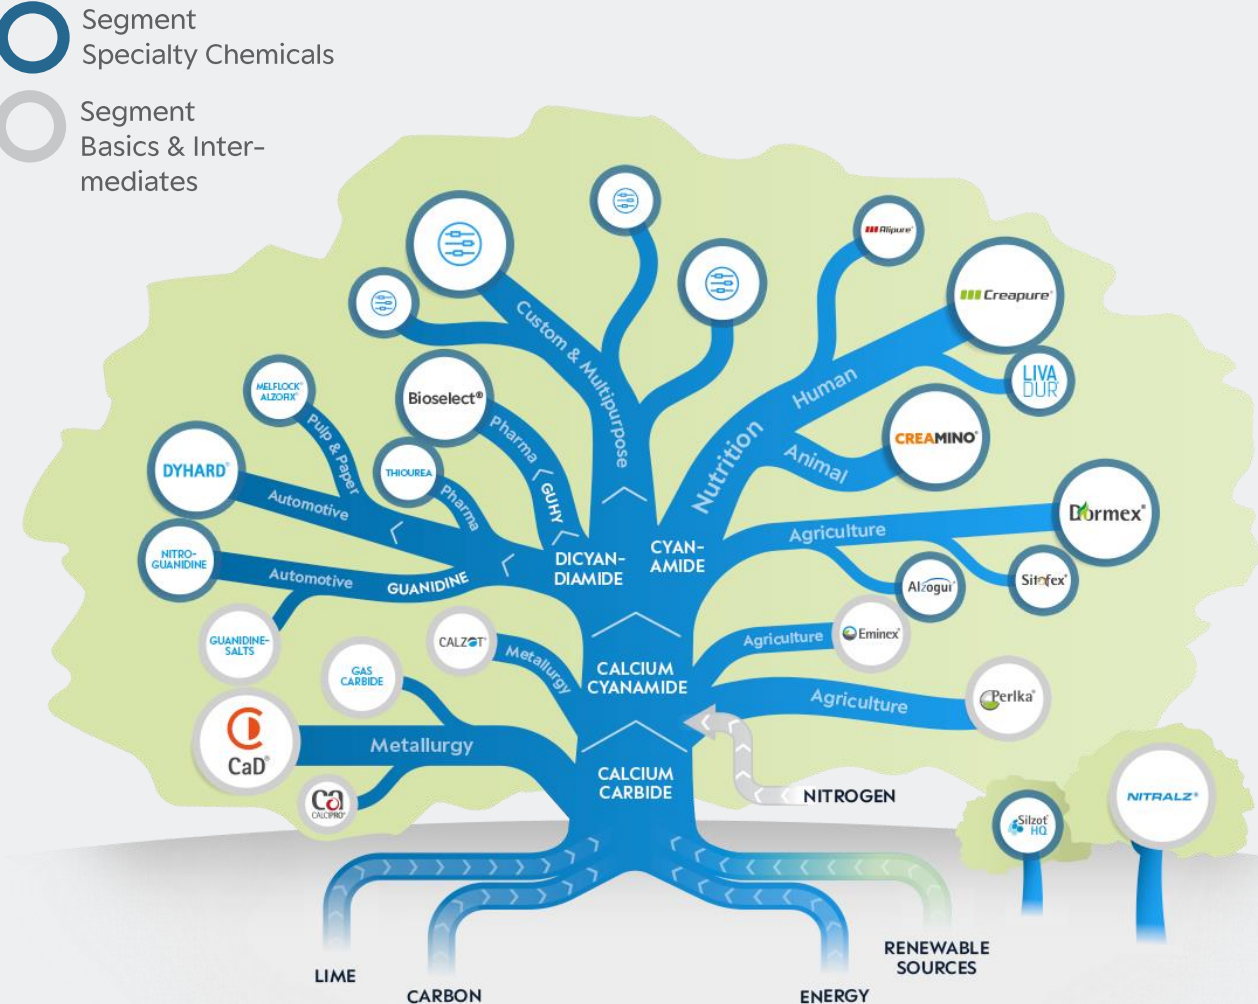 Segment
Specialty Chemicals
Segment
Basics & Inter-
mediates
Alipure®
Creapure®
LIVA
DUR
Custom & Multipurpose
Human
Nutrition
Animal
CREAMINO®
MELFLOCK®
ALZOFIX®
Bioselect®
Pulp & Paper
Pharma
GUHY
DYHARD®
THIOUREA
Pharma
Automotive
Dormex®
Agriculture
NITRO-
GUANIDINE
Automotive
GUANIDINE
DICYAN-
DIAMIDE
CYAN-
AMIDE
Alzogur®
Sitofex®
GUANIDINE-
SALTS
CALZOT®
Metallurgy
Agriculture
Eminex®
GAS
CARBIDE
CALCIUM
CYANAMIDE
Agriculture
Perlka®
CaD®
Metallurgy
CALCIUM
CARBIDE
NITROGEN
ca
CALCIPRO®
Silzot®
HQ
NITRALZ®
LIME
CARBON
ENERGY
RENEWABLE
SOURCES